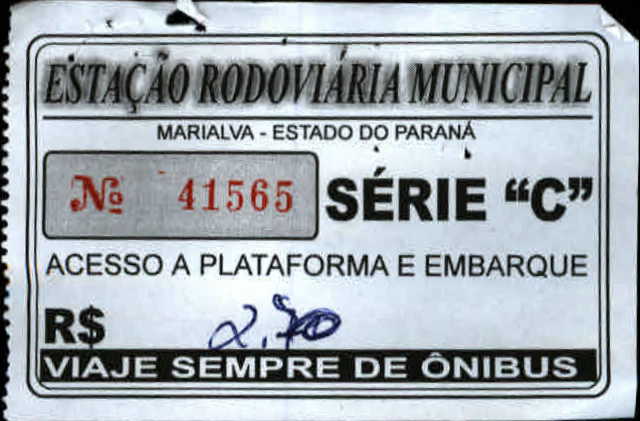 ESTAÇÃO RODOVIÁRIA MUNICIPAL
MARIALVA - ESTADO DO PARANÁ
Nº 41565 SÉRIE “C”
ACESSO A PLATAFORMA E EMBARQUE
R$ 2,70
VIAJE SEMPRE DE ÔNIBUS